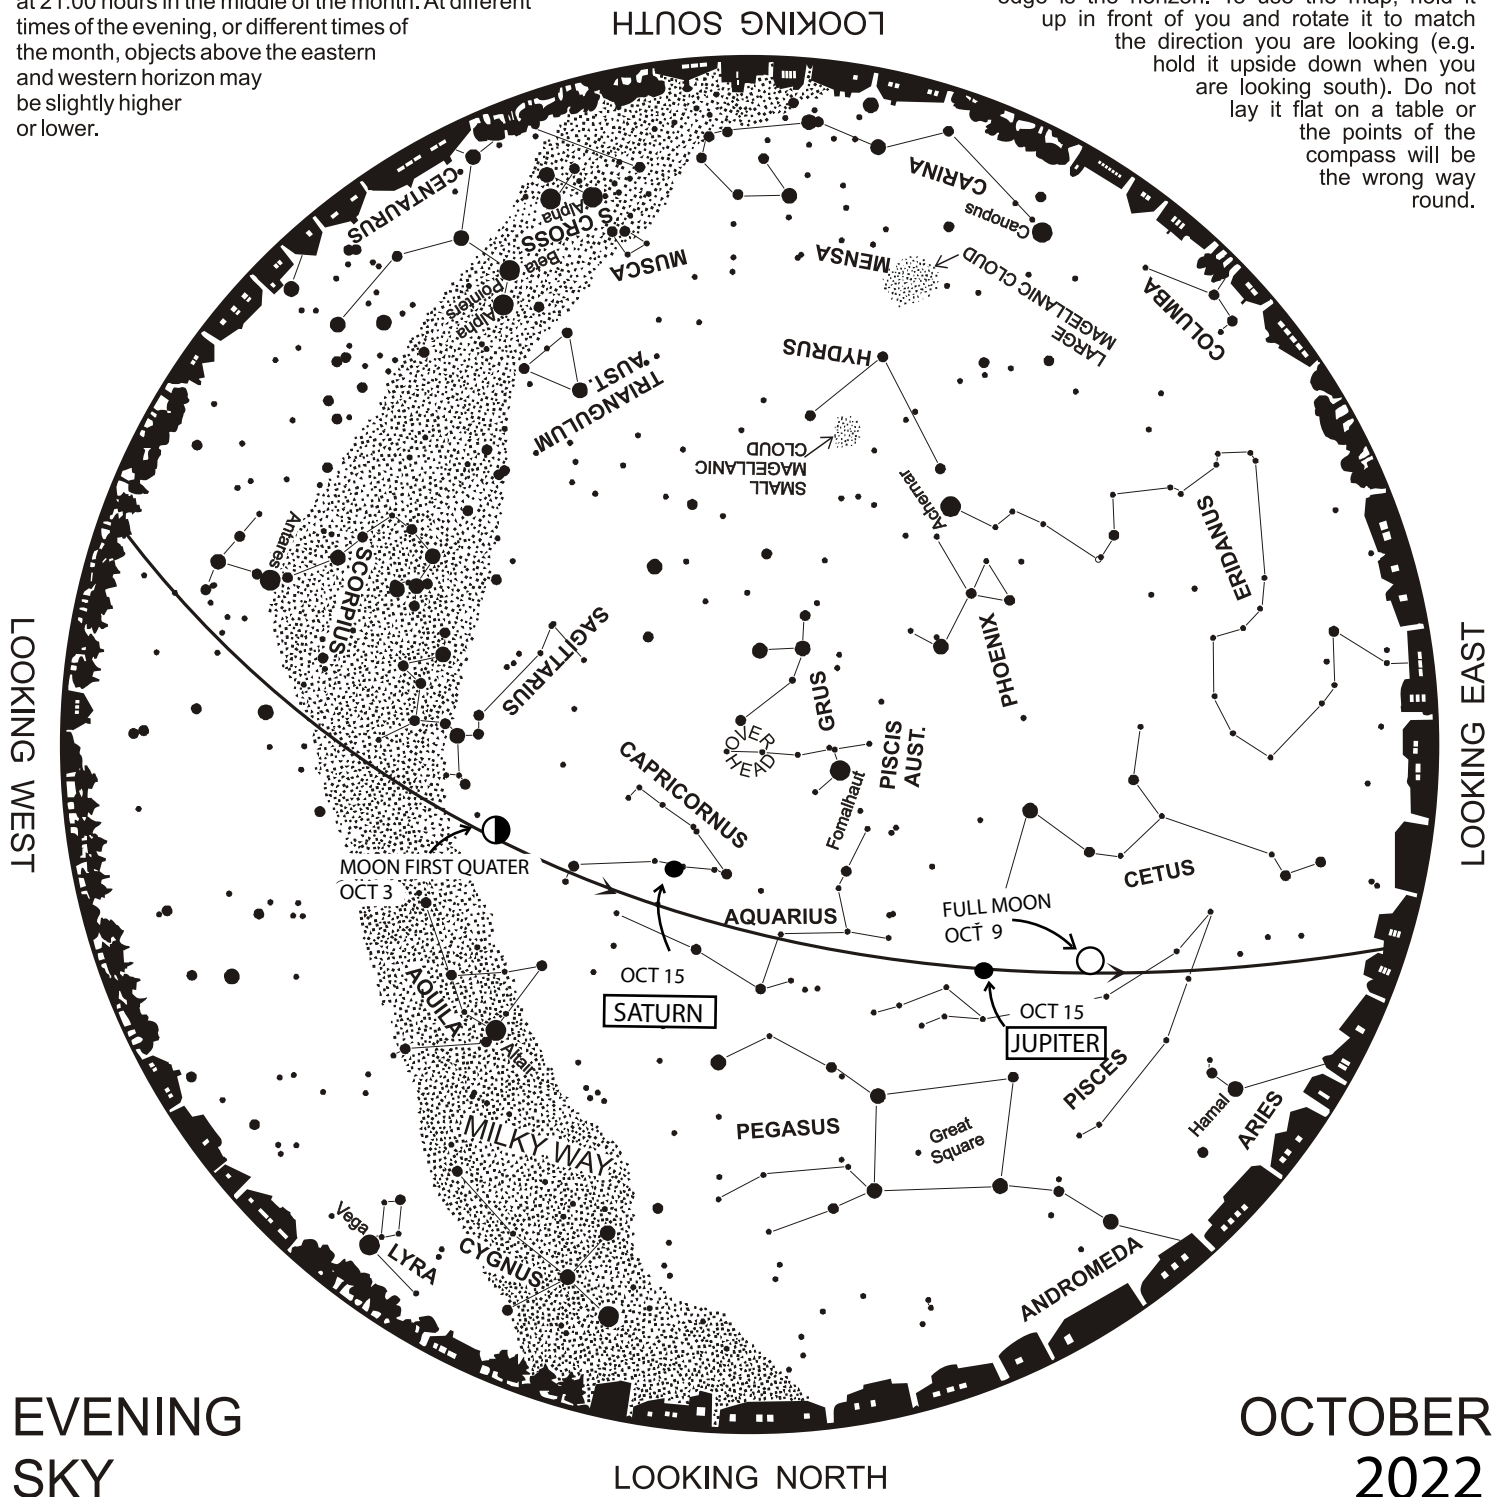 at 21.00 hours in the middle of the month. At different
times of the evening, or different times of
the month, objects above the eastern
and western horizon may
be slightly higher
or lower.
edge is the horizon. To use the map, hold it
up in front of you and rotate it to match
the direction you are looking (e.g.
hold it upside down when you
are looking south). Do not
lay it flat on a table or
the points of the
compass will be
the wrong way
round.
LOOKING SOUTH
CENTAURUS
Alpha
S CROSS
Beta
Pointers
Alpha
MUSCA
CARINA
Canopus
MENSA
LARGE
MAGELLANIC CLOUD
COLUMBA
TRIANGULUM
AUST.
HYDRUS
SMALL
MAGELLANIC
CLOUD
Achernar
ERIDANUS
Antares
SCORPIUS
SAGITTARIUS
PHOENIX
GRUS
OVER
HEAD
PISCIS
AUST.
Fomalhaut
CAPRICORNUS
LOOKING WEST
LOOKING EAST
MOON FIRST QUATER
OCT 3
CETUS
AQUARIUS
FULL MOON
OCT 9
OCT 15
SATURN
OCT 15
JUPITER
AQUILA
Altair
PISCES
Hamal
ARIES
PEGASUS
Great
Square
MILKY WAY
Vega
LYRA
CYGNUS
ANDROMEDA
EVENING
SKY
LOOKING NORTH
OCTOBER
2022